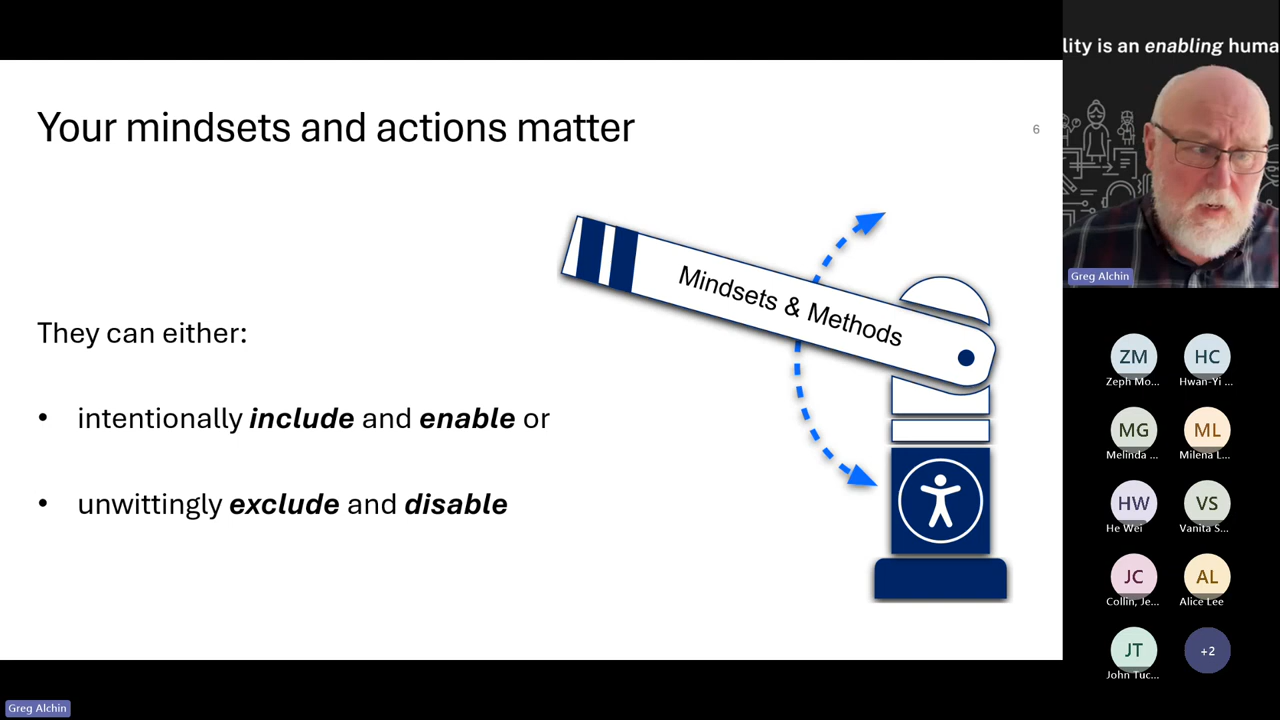 Your mindsets and actions matter
6
They can either:
• intentionally include and enable or
• unwittingly exclude and disable
Mindsets & Methods
lity is an enabling huma
Greg Alchin
ZM
Zeph Mo...
HC
Hwan-Yi ...
MG
Melinda ...
ML
Milena L...
HW
He Wei
VS
Vanita S...
JC
Collin, Je...
AL
Alice Lee
JT
John Tuc...
+2
Greg Alchin